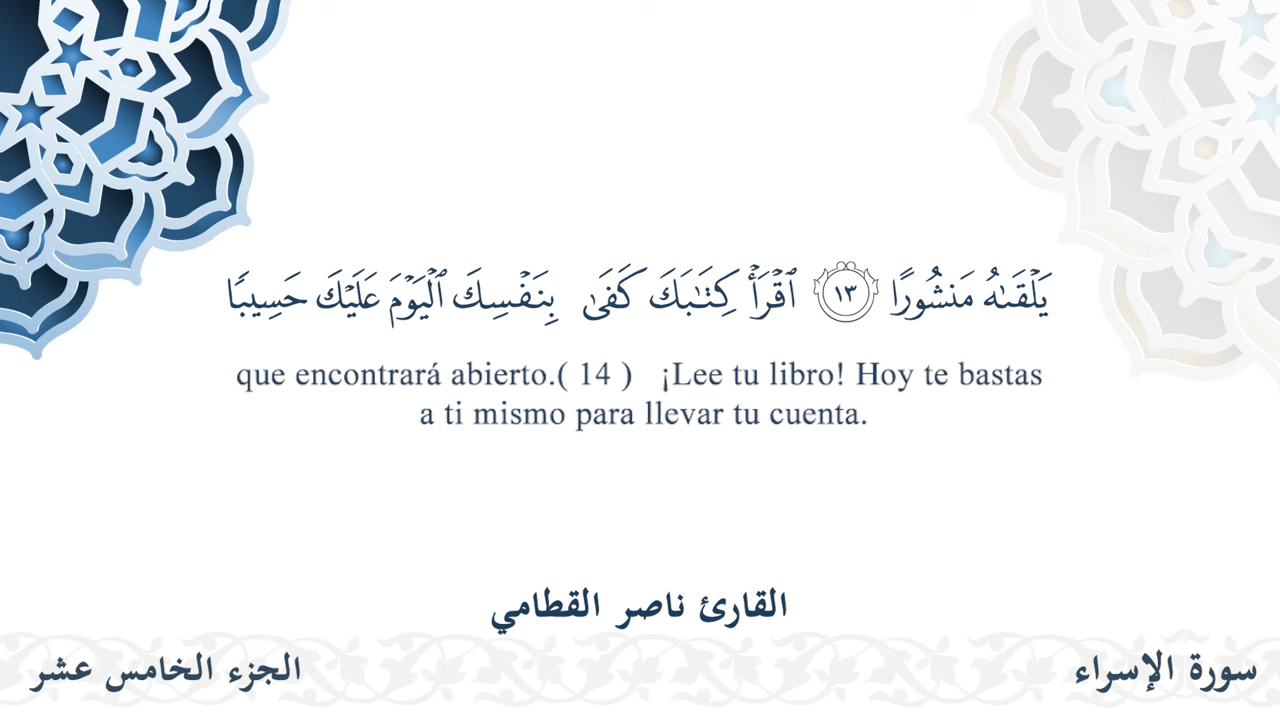 يَلْقَىٰهُ مَنشُورًا ١٣ ٱقْرَأْ كِتَـٰبَكَ كَفَىٰ بِنَفْسِكَ ٱلْيَوْمَ عَلَيْكَ حَسِيبًا
que encontrará abierto.( 14 ) ¡Lee tu libro! Hoy te bastas
a ti mismo para llevar tu cuenta.
القارئ ناصر القطامي
سورة الإسراء
الجزء الخامس عشر